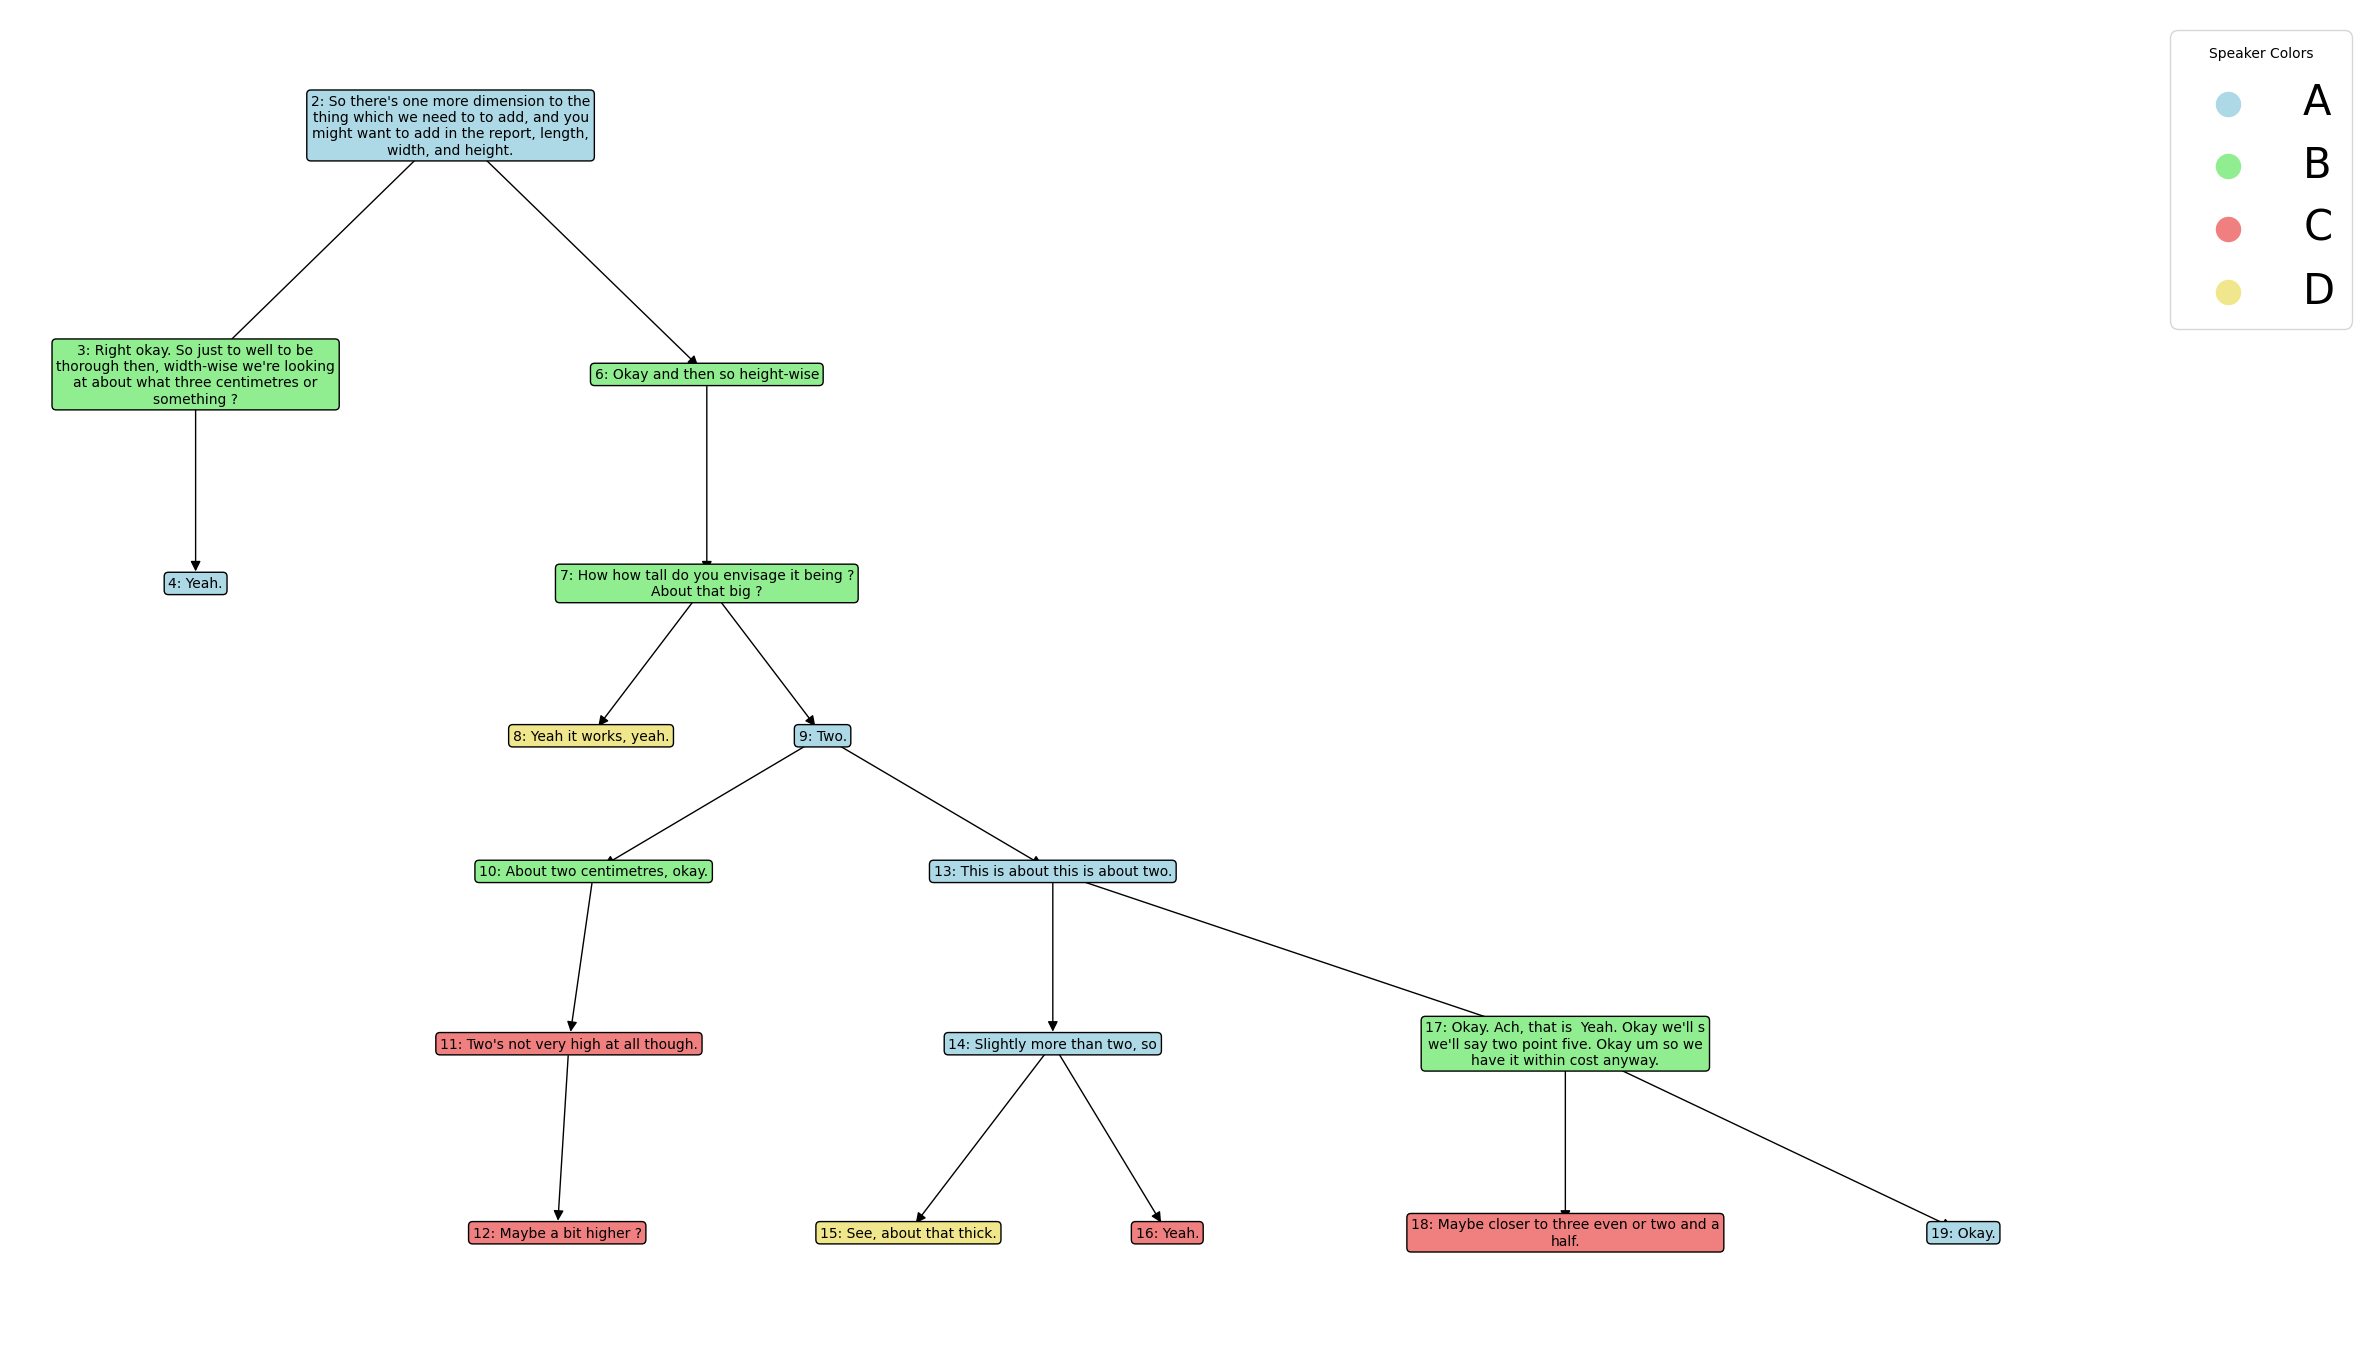 Speaker Colors
A
B
C
D
2: So there's one more dimension to the
thing which we need to to add, and you
might want to add in the report, length,
width, and height.
3: Right okay. So just to well to be
thorough then, width-wise we're looking
at about what three centimetres or
something ?
6: Okay and then so height-wise
4: Yeah.
7: How how tall do you envisage it being ?
About that big ?
8: Yeah it works, yeah.
9: Two.
10: About two centimetres, okay.
13: This is about this is about two.
11: Two's not very high at all though.
14: Slightly more than two, so
17: Okay. Ach, that is  Yeah. Okay we'll s
we'll say two point five. Okay um so we
have it within cost anyway.
12: Maybe a bit higher ?
15: See, about that thick.
16: Yeah.
18: Maybe closer to three even or two and a
half.
19: Okay.